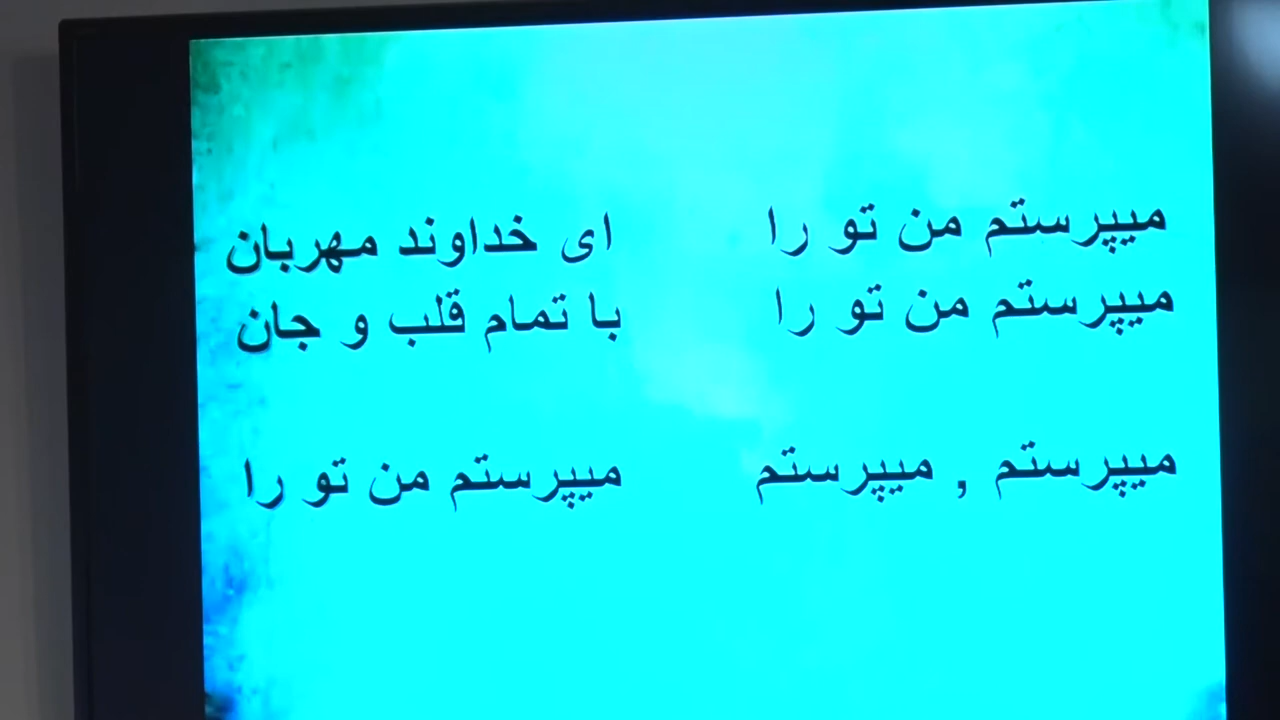 میپرستم من تو را ای خداوند مهربان
میپرستم من تو را با تمام قلب و جان
میپرستم , میپرستم میپرستم من تو را